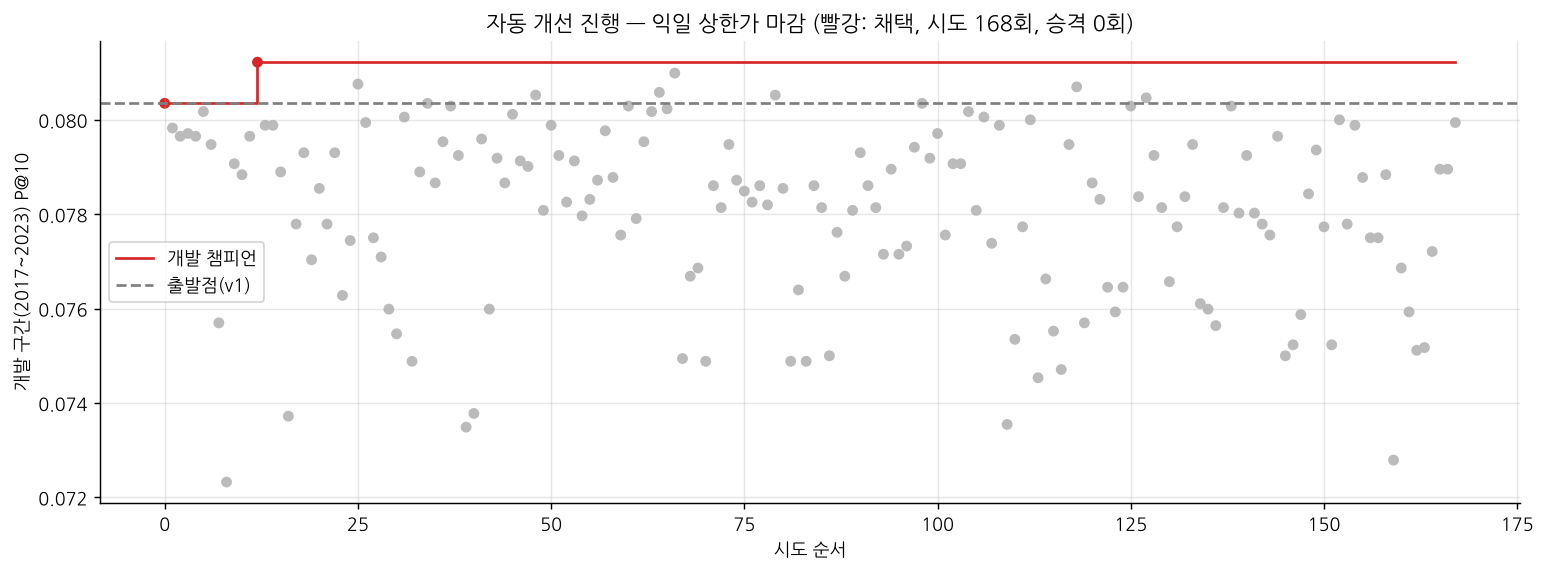 자동 개선 진행 — 익일 상한가 마감 (빨강: 채택, 시도 168회, 승격 0회)
개발 구간(2017~2023) P@10
0.080
0.078
0.076
0.074
0.072
개발 챔피언
출발점(v1)
0
25
50
75
100
125
150
175
시도 순서